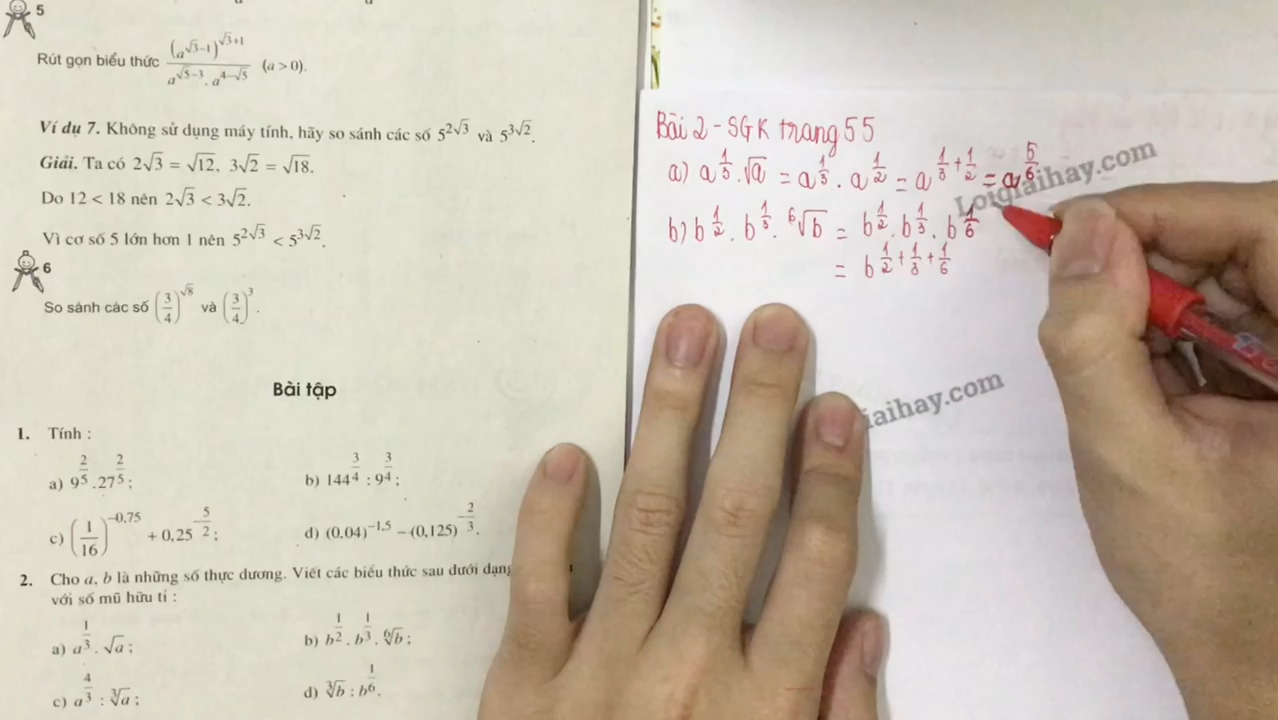 5
Rút gọn biểu thức (a^{√3−1})^{√3+1} / a^{√5−3} . a^{4−√5} (a > 0).
Ví dụ 7. Không sử dụng máy tính, hãy so sánh các số 5^{2√3} và 5^{3√2}.
Giải. Ta có 2√3 = √12, 3√2 = √18.
Do 12 < 18 nên 2√3 < 3√2.
Vì cơ số 5 lớn hơn 1 nên 5^{2√3} < 5^{3√2}.
6
So sánh các số (3/4)^{√8} và (3/4)^3.
Bài tập
1. Tính :
a) 9^{2/5}.27^{2/5};
b) 144^{3/4} : 9^{3/4};
c) (1/16)^{−0,75} + 0,25^{−5/2};
d) (0,04)^{−1,5} − (0,125)^{−2/3}.
2. Cho a, b là những số thực dương. Viết các biểu thức sau dưới dạng
với số mũ hữu tỉ :
a) a^{1/3} . √a ;
b) b^{1/2} . b^{1/3} . ⁶√b ;
c) a^{4/3} : ∛a ;
d) ∛b : b^{1/6}.
Bài 2 - SGK trang 55
a) a^{1/3} . √a = a^{1/3} . a^{1/2} = a^{1/3 + 1/2} = a^{5/6}
b) b^{1/2} . b^{1/3} . ⁶√b = b^{1/2} . b^{1/3} . b^{1/6}
= b^{1/2 + 1/3 + 1/6}
Loigiaihay.com
iaihay.com